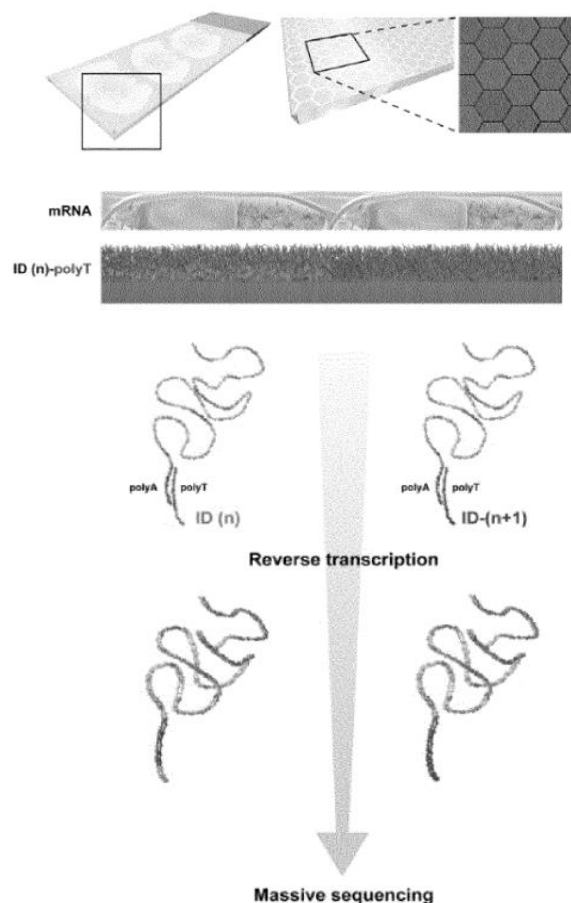 mRNA
ID (n)-polyT
polyA polyT
ID (n)
polyA polyT
ID-(n+1)
Reverse transcription
Massive sequencing